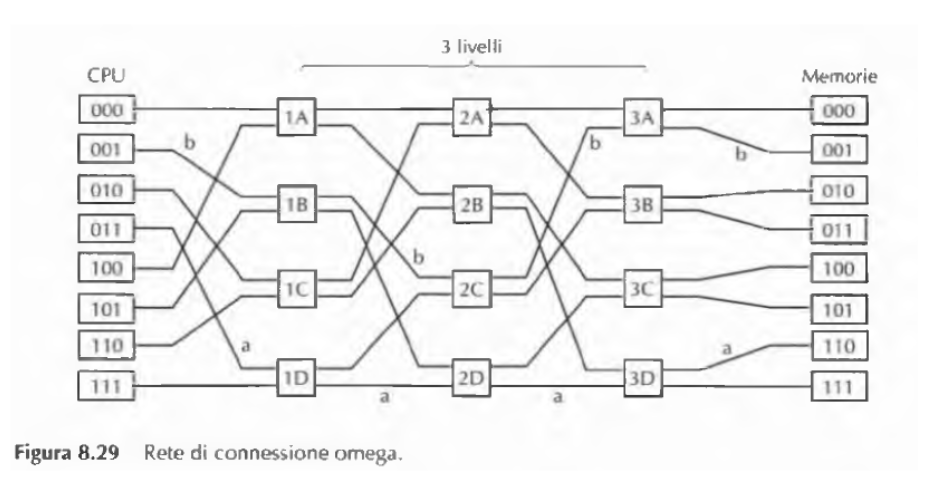 3 livelli
CPU
Memorie
000 1A 2A 3A 000
001 b b b 001
010 1B 2B 3B 010
011 011
b
100 1C 2C 3C 100
101 101
110 a a 110
111 1D 2D 3D 111
a a
Figura 8.29 Rete di connessione omega.